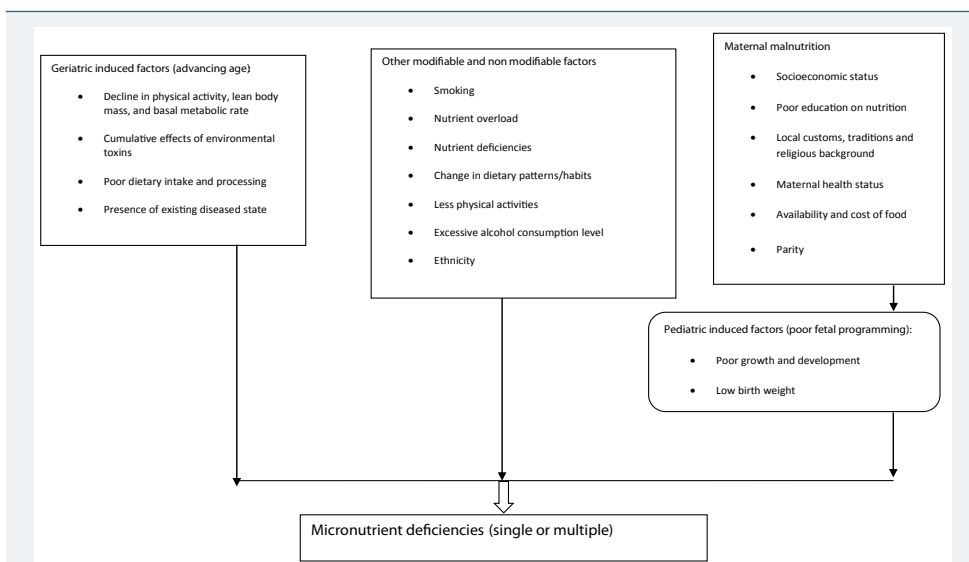 Geriatric induced factors (advancing age):
• Decline in physical activity, lean body
mass, and basal metabolic rate
• Cumulative effects of environmental
toxins
• Poor dietary intake and processing
• Presence of existing diseased state
Other modifiable and non modifiable factors
• Smoking
• Nutrient overload
• Nutrient deficiencies
• Change in dietary patterns/habits
• Less physical activities
• Excessive alcohol consumption level
• Ethnicity
Maternal malnutrition
• Socioeconomic status
• Poor education on nutrition
• Local customs, traditions and
religious background
• Maternal health status
• Availability and cost of food
• Parity
Pediatric induced factors (poor fetal programming):
• Poor growth and development
• Low birth weight
Micronutrient deficiencies (single or multiple)